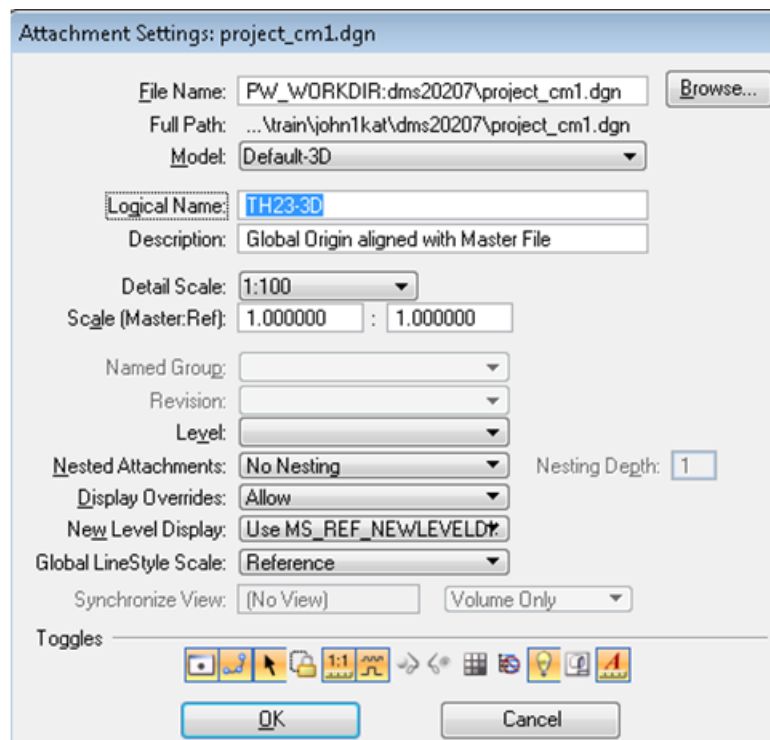 Attachment Settings: project_cm1.dgn
File Name: PW_WORKDIR:dms20207\project_cm1.dgn Browse...
Full Path: ...\train\john1kat\dms20207\project_cm1.dgn
Model: Default-3D
Logical Name: TH23-3D
Description: Global Origin aligned with Master File
Detail Scale: 1:100
Scale (Master:Ref): 1.000000 : 1.000000
Named Group:
Revision:
Level:
Nested Attachments: No Nesting Nesting Depth: 1
Display Overrides: Allow
New Level Display: Use MS_REF_NEWLEVELDI
Global LineStyle Scale: Reference
Synchronize View: (No View) Volume Only
Toggles
1:1 A
OK Cancel